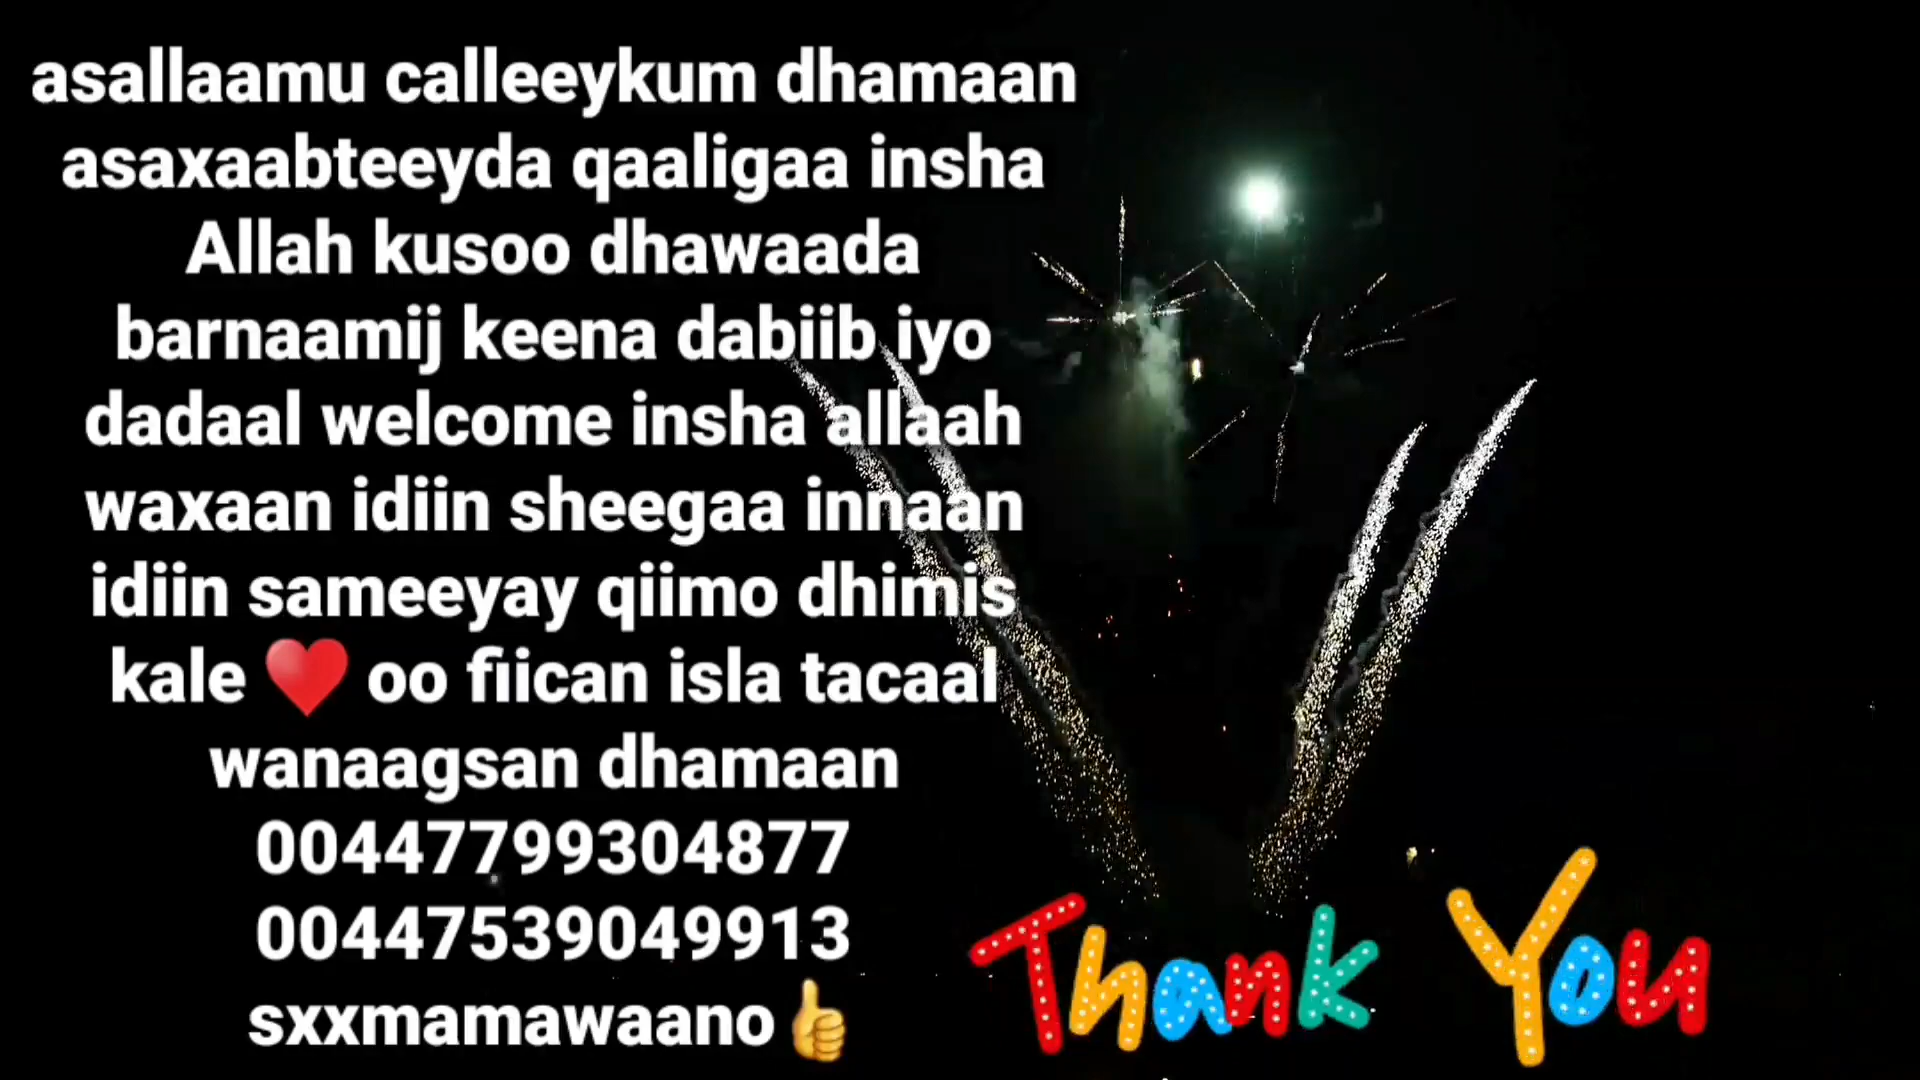 asallaamu calleeykum dhamaan
asaxaabteeyda qaaligaa insha
Allah kusoo dhawaada
barnaamij keena dabiib iyo
dadaal welcome insha allaah
waxaan idiin sheegaa innaan
idiin sameeyay qiimo dhimis
kale ❤️ oo fiican isla tacaal
wanaagsan dhamaan
00447799304877
00447539049913
sxxmamawaano👍
Thank You